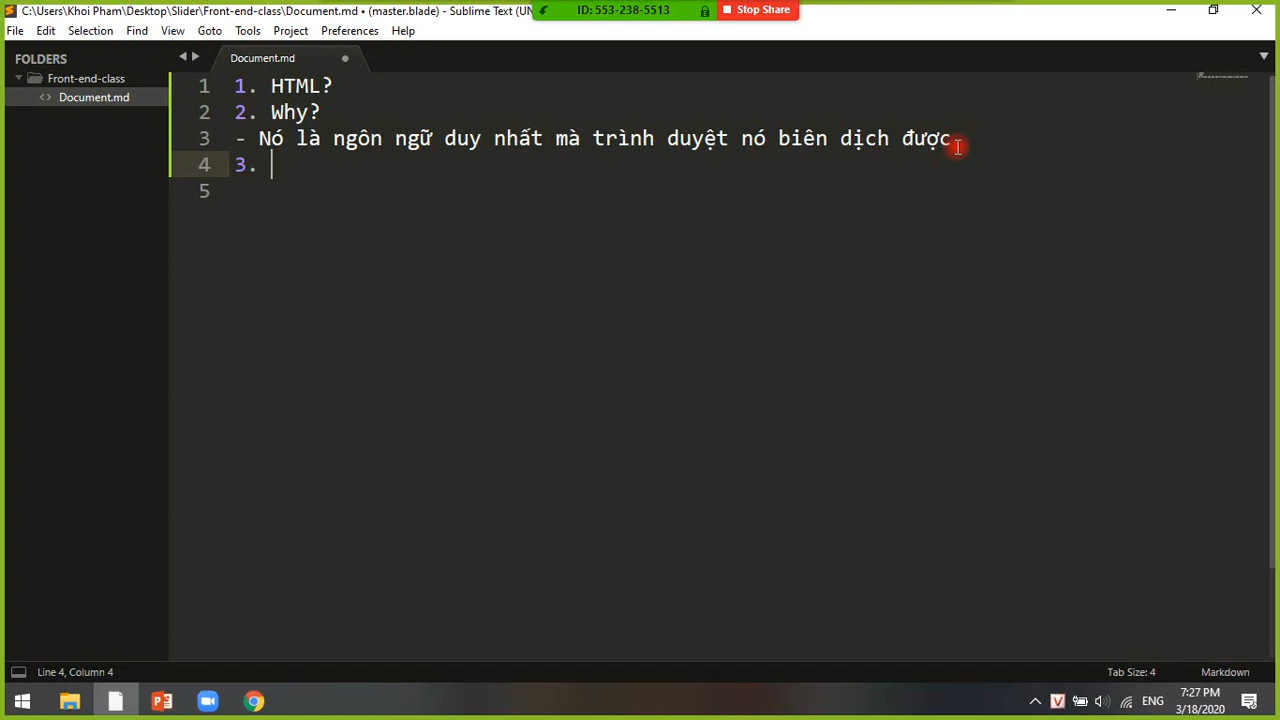 C:\Users\Khoi Pham\Desktop\Slider\Front-end-class\Document.md • (master.blade) - Sublime Text (UN
ID: 553-238-5513
Stop Share
File Edit Selection Find View Goto Tools Project Preferences Help
FOLDERS
Front-end-class
Document.md
Document.md
1 1. HTML?
2 2. Why?
3 - Nó là ngôn ngữ duy nhất mà trình duyệt nó biên dịch được
4 3.
5
Line 4, Column 4
Tab Size: 4
Markdown
ENG
7:27 PM
3/18/2020